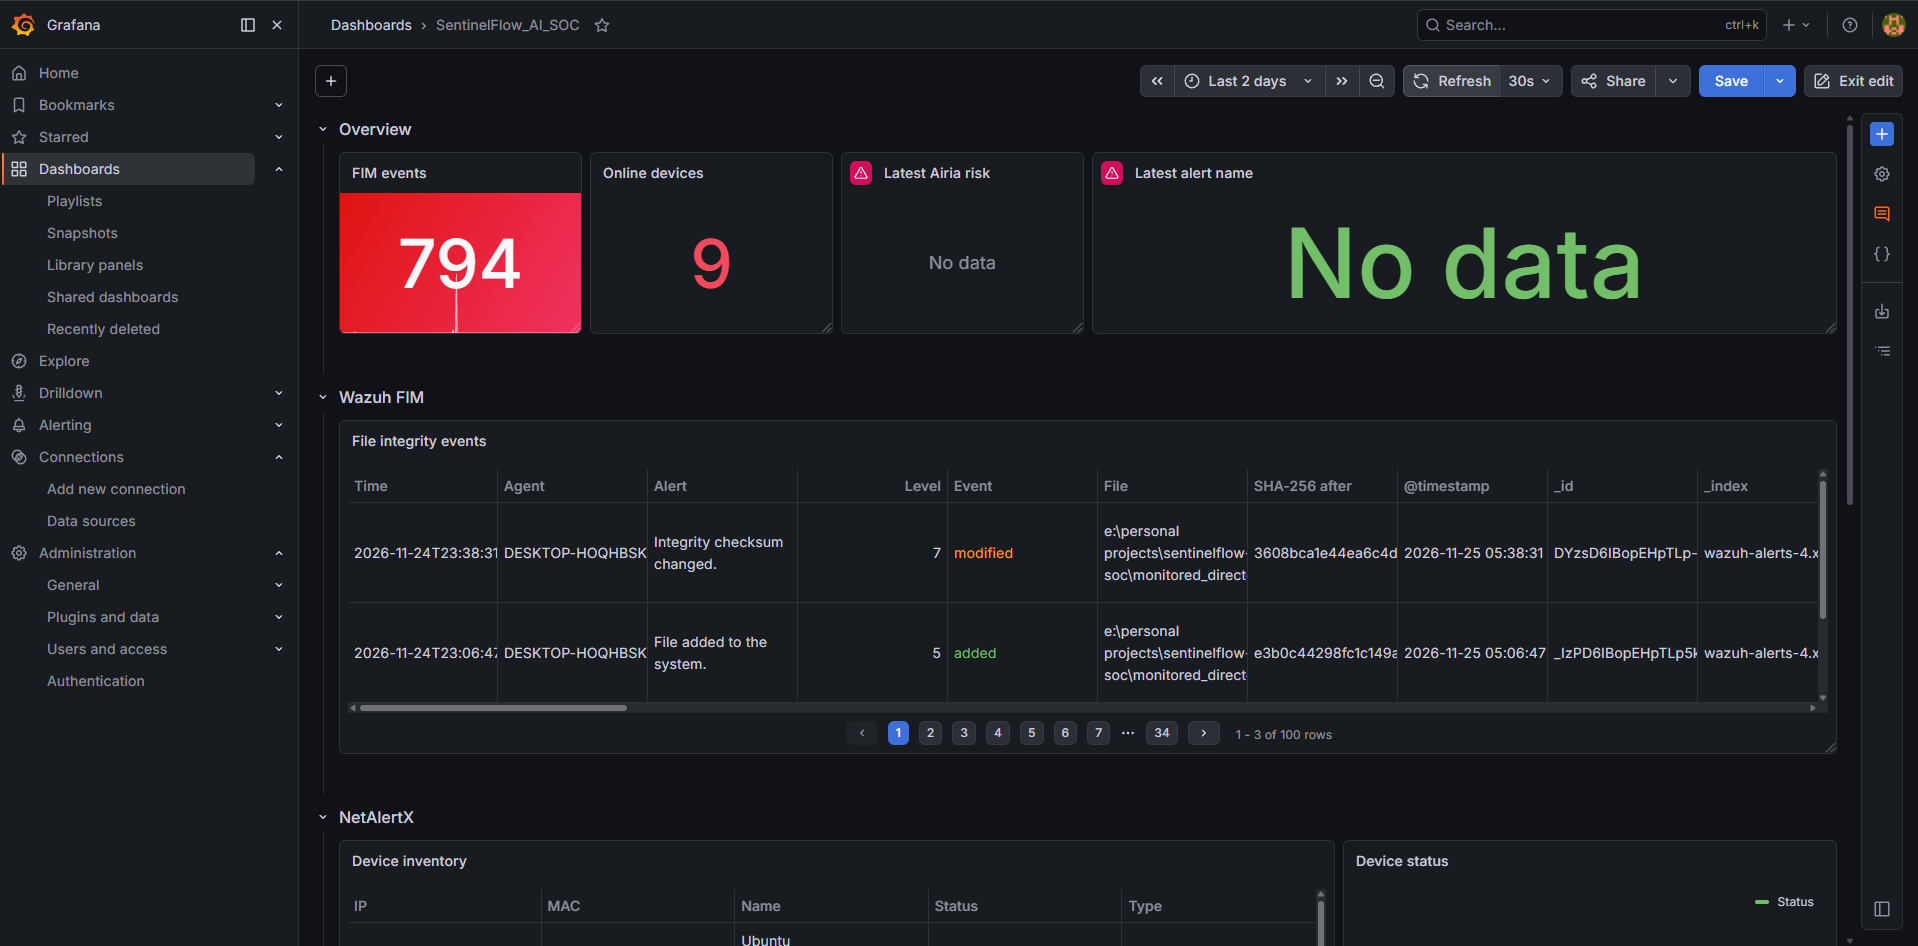 Grafana
Dashboards › SentinelFlow_AI_SOC
Search... ctrl+k
Home
Bookmarks
Starred
Dashboards
Playlists
Snapshots
Library panels
Shared dashboards
Recently deleted
Explore
Drilldown
Alerting
Connections
Add new connection
Data sources
Administration
General
Plugins and data
Users and access
Authentication
Last 2 days
Refresh 30s
Share
Save
Exit edit
Overview
FIM events
794
Online devices
9
Latest Airia risk
No data
Latest alert name
No data
Wazuh FIM
File integrity events
Time Agent Alert Level Event File SHA-256 after @timestamp _id _index
2026-11-24T23:38:31 DESKTOP-HOQHBSK Integrity checksum changed. 7 modified e:\personal projects\sentinelflow- soc\monitored_direct 3608bca1e44ea6c4d 2026-11-25 05:38:31 DYzsD6IBopEHpTLp- wazuh-alerts-4.x
2026-11-24T23:06:47 DESKTOP-HOQHBSK File added to the system. 5 added e:\personal projects\sentinelflow- soc\monitored_direct e3b0c44298fc1c149a 2026-11-25 05:06:47 _IzPD6IBopEHpTLp5k wazuh-alerts-4.x
1 2 3 4 5 6 7 ··· 34 1 - 3 of 100 rows
NetAlertX
Device inventory
IP MAC Name Status Type
Ubuntu
Device status
Status